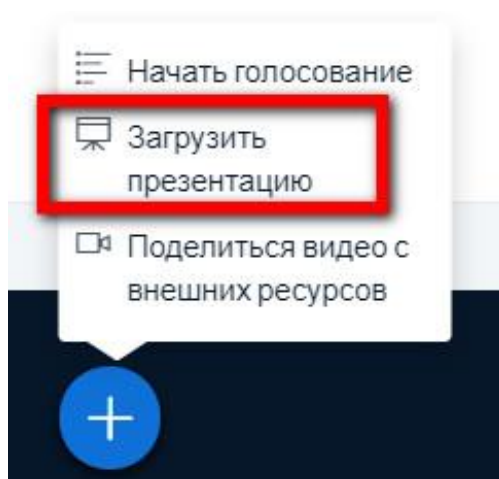 Начать голосование
Загрузить
презентацию
Поделиться видео с
внешних ресурсов